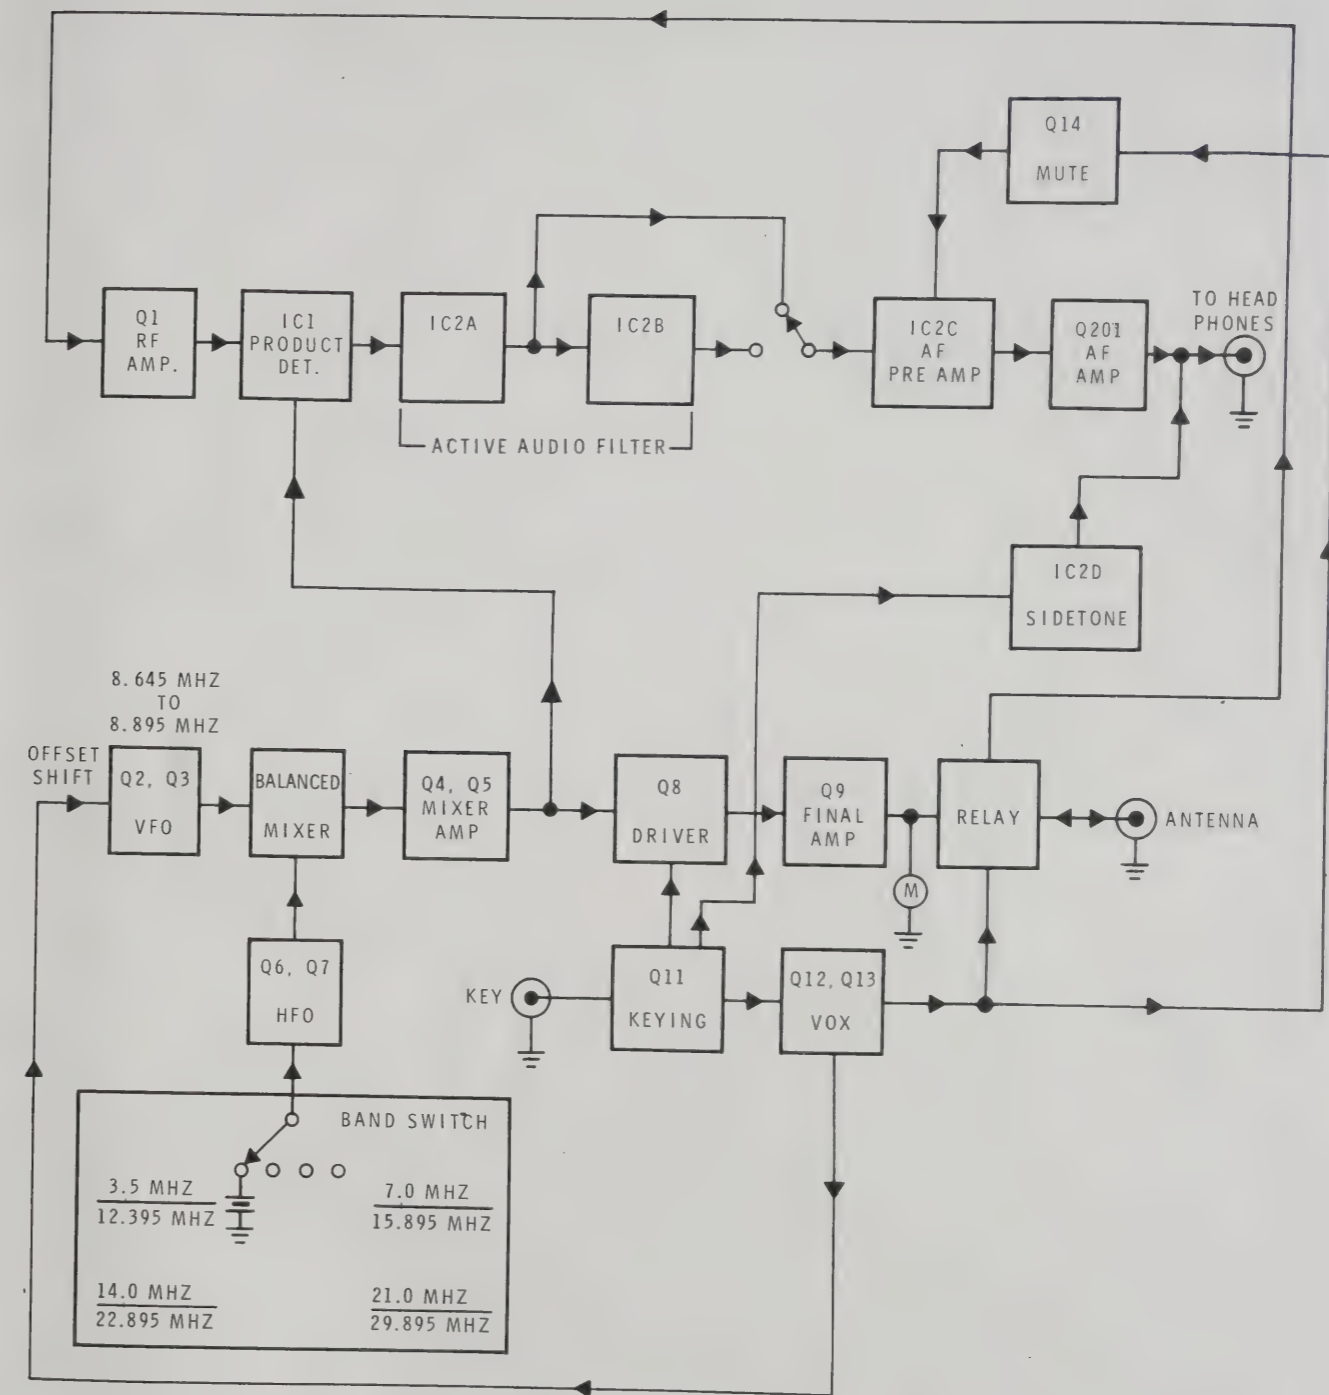 Q14
MUTE
Q1
RF
AMP.
IC1
PRODUCT
DET.
IC2A
IC2B
ACTIVE AUDIO FILTER
IC2C
AF
PRE AMP
Q201
AF
AMP
TO HEAD
PHONES
IC2D
SIDETONE
8.645 MHZ
TO
8.895 MHZ
OFFSET
SHIFT
Q2, Q3
VFO
BALANCED
MIXER
Q4, Q5
MIXER
AMP
Q8
DRIVER
Q9
FINAL
AMP
RELAY
ANTENNA
M
Q6, Q7
HFO
KEY
Q11
KEYING
Q12, Q13
VOX
BAND SWITCH
3.5 MHZ
12.395 MHZ
7.0 MHZ
15.895 MHZ
14.0 MHZ
22.895 MHZ
21.0 MHZ
29.895 MHZ